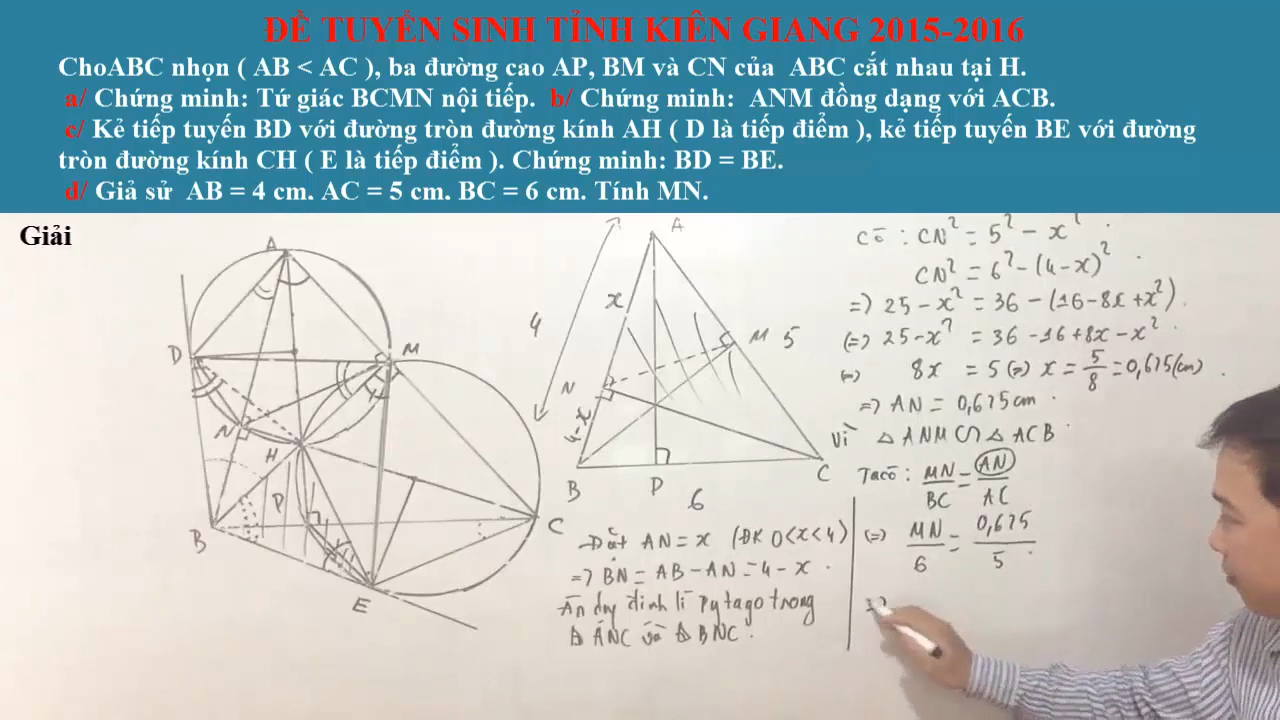 ĐỀ TUYỂN SINH TỈNH KIÊN GIANG 2015-2016
ChoABC nhọn ( AB < AC ), ba đường cao AP, BM và CN của ABC cắt nhau tại H.
a/ Chứng minh: Tứ giác BCMN nội tiếp. b/ Chứng minh: ANM đồng dạng với ACB.
c/ Kẻ tiếp tuyến BD với đường tròn đường kính AH ( D là tiếp điểm ), kẻ tiếp tuyến BE với đường
tròn đường kính CH ( E là tiếp điểm ). Chứng minh: BD = BE.
d/ Giả sử AB = 4 cm. AC = 5 cm. BC = 6 cm. Tính MN.
Giải
A
D
M
N
H
P
B
C
E
A
x
4
M
5
N
4-x
B
P
C
6
Đặt AN = x (ĐK 0<x<4)
=> BN = AB - AN = 4 - x.
Áp dụng định lí Pytago trong
Δ ANC và Δ BNC.
Có : CN² = 5² - x².
CN² = 6² - (4-x)².
=> 25 - x² = 36 - (16 - 8x + x²).
(=) 25 - x² = 36 - 16 + 8x - x².
(=) 8x = 5 (=) x = 5/8 = 0,675 (cm).
=> AN = 0,675 cm.
Vì Δ ANM ∽ Δ ACB.
Ta có : MN/BC = AN/AC
(=) MN/6 = 0,675/5.